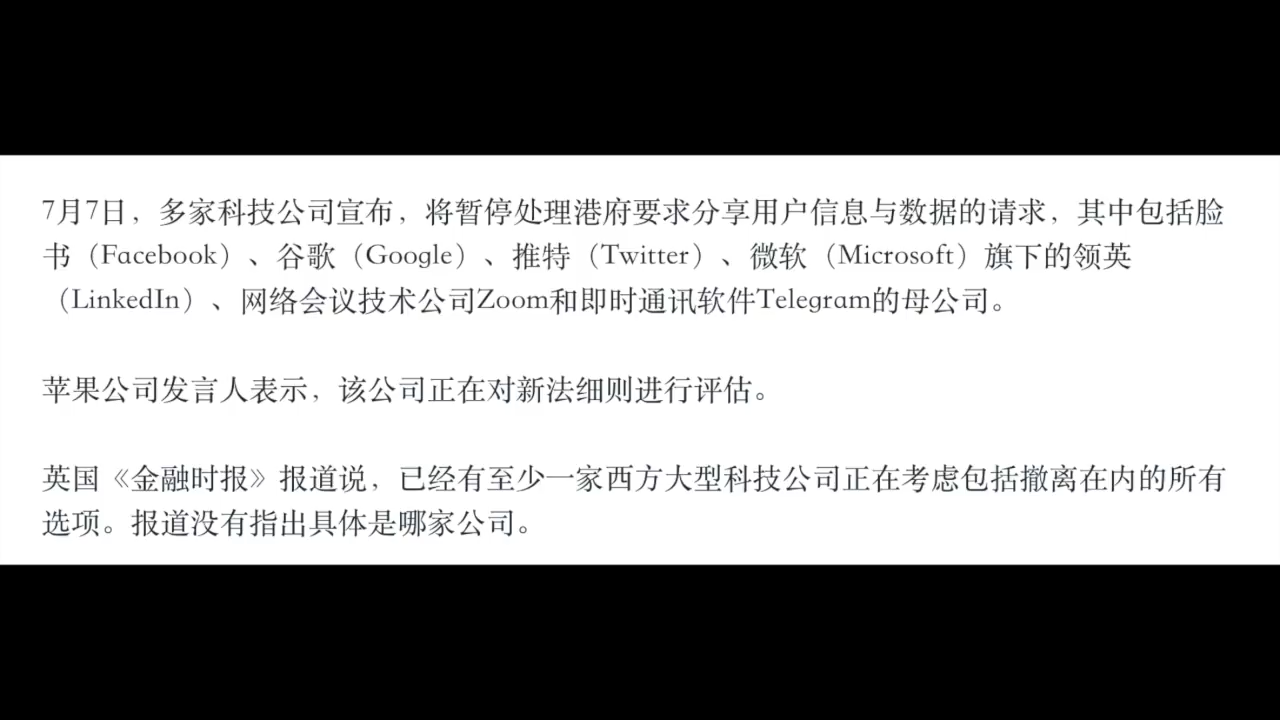 7月7日，多家科技公司宣布，将暂停处理港府要求分享用户信息与数据的请求，其中包括脸
书（Facebook）、谷歌（Google）、推特（Twitter）、微软（Microsoft）旗下的领英
（LinkedIn）、网络会议技术公司Zoom和即时通讯软件Telegram的母公司。
苹果公司发言人表示，该公司正在对新法细则进行评估。
英国《金融时报》报道说，已经有至少一家西方大型科技公司正在考虑包括撤离在内的所有
选项。报道没有指出具体是哪家公司。